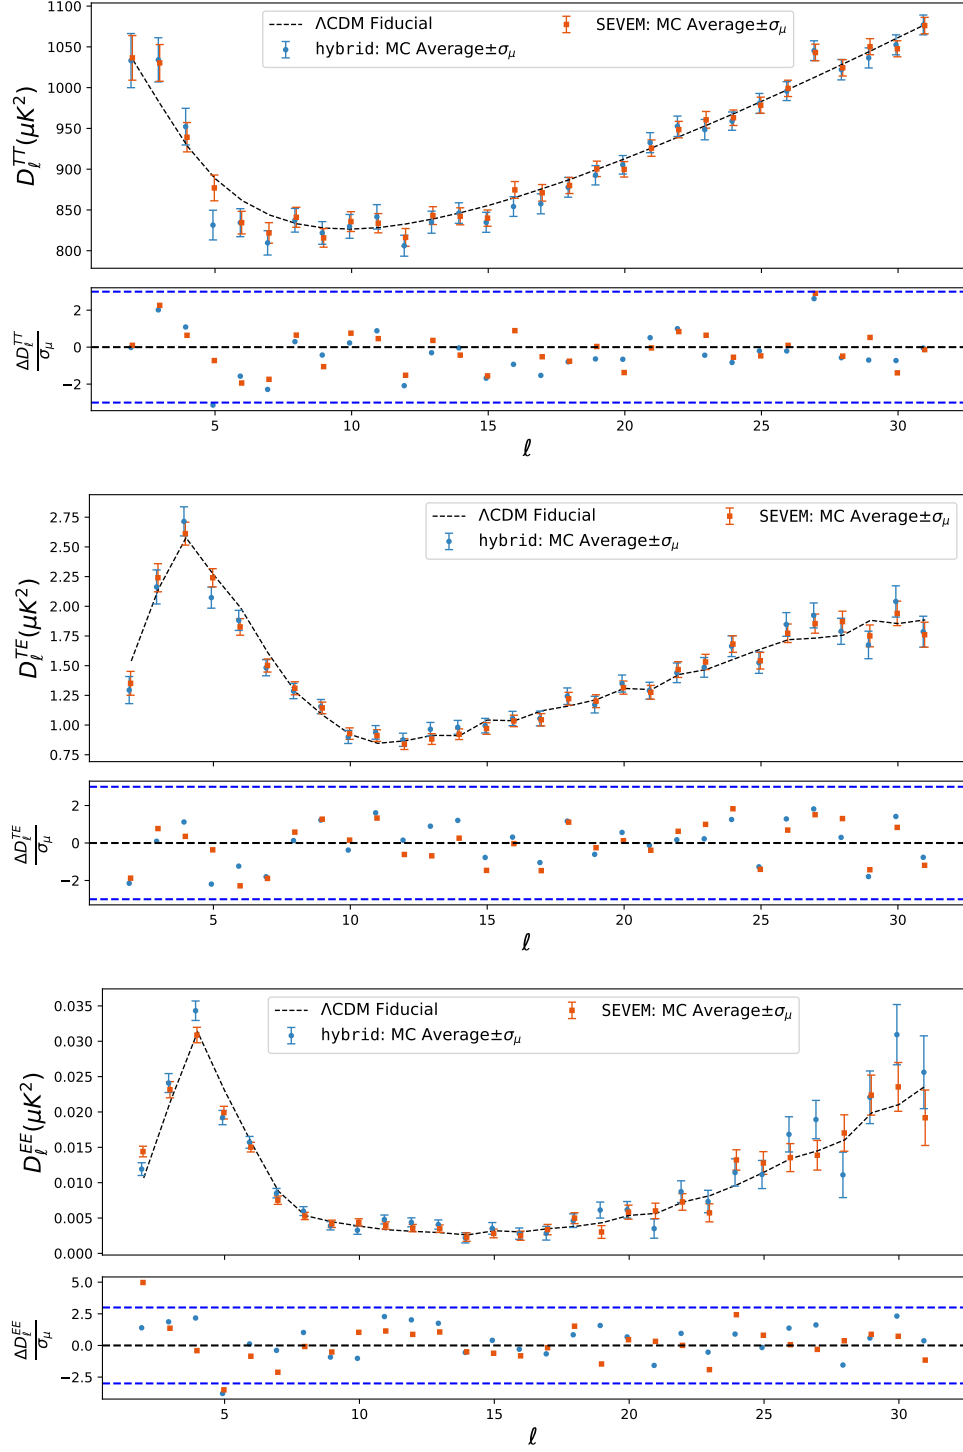 1100
1050
1000
950
900
850
800
D_ℓ^{TT}(μK²)
ΛCDM Fiducial
hybrid: MC Average±σ_μ
SEVEM: MC Average±σ_μ
2
0
−2
ΔD_ℓ^{TT}/σ_μ
5 10 15 20 25 30
ℓ
2.75
2.50
2.25
2.00
1.75
1.50
1.25
1.00
0.75
D_ℓ^{TE}(μK²)
ΛCDM Fiducial
hybrid: MC Average±σ_μ
SEVEM: MC Average±σ_μ
2
0
−2
ΔD_ℓ^{TE}/σ_μ
5 10 15 20 25 30
ℓ
0.035
0.030
0.025
0.020
0.015
0.010
0.005
0.000
D_ℓ^{EE}(μK²)
ΛCDM Fiducial
hybrid: MC Average±σ_μ
SEVEM: MC Average±σ_μ
5.0
2.5
0.0
−2.5
ΔD_ℓ^{EE}/σ_μ
5 10 15 20 25 30
ℓ